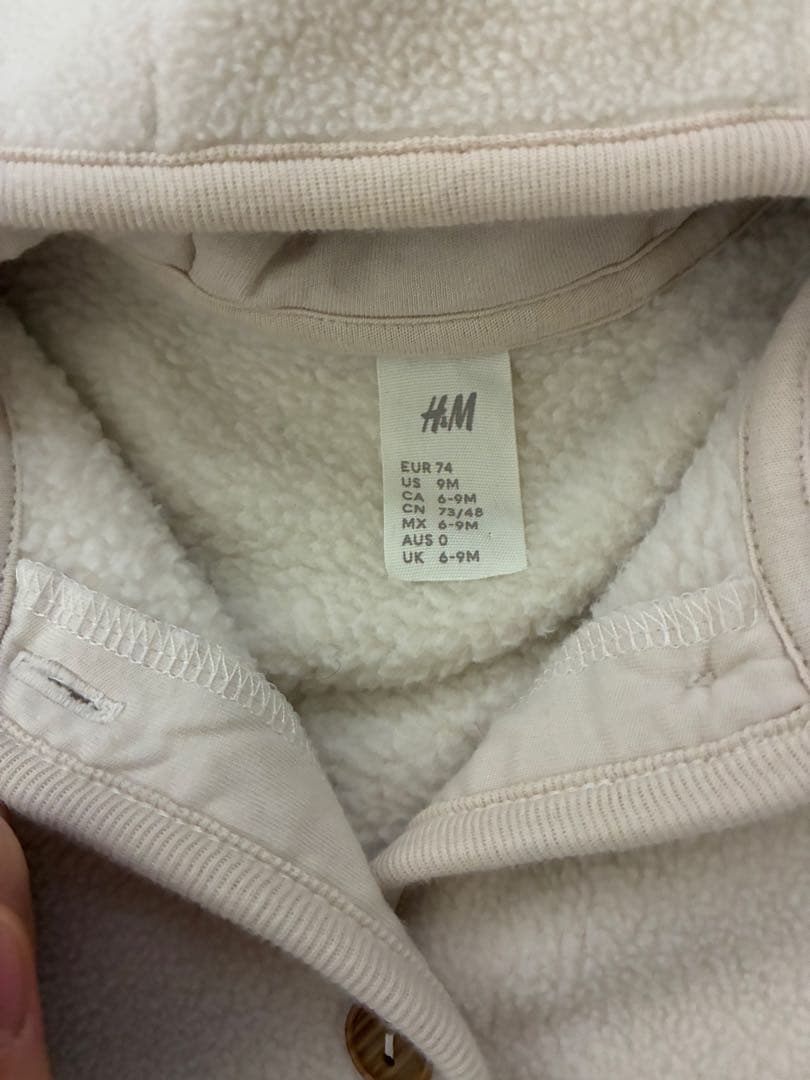 H&M
EUR 74
US 9M
CA 6-9M
CN 73/48
MX 6-9M
AUS 0
UK 6-9M